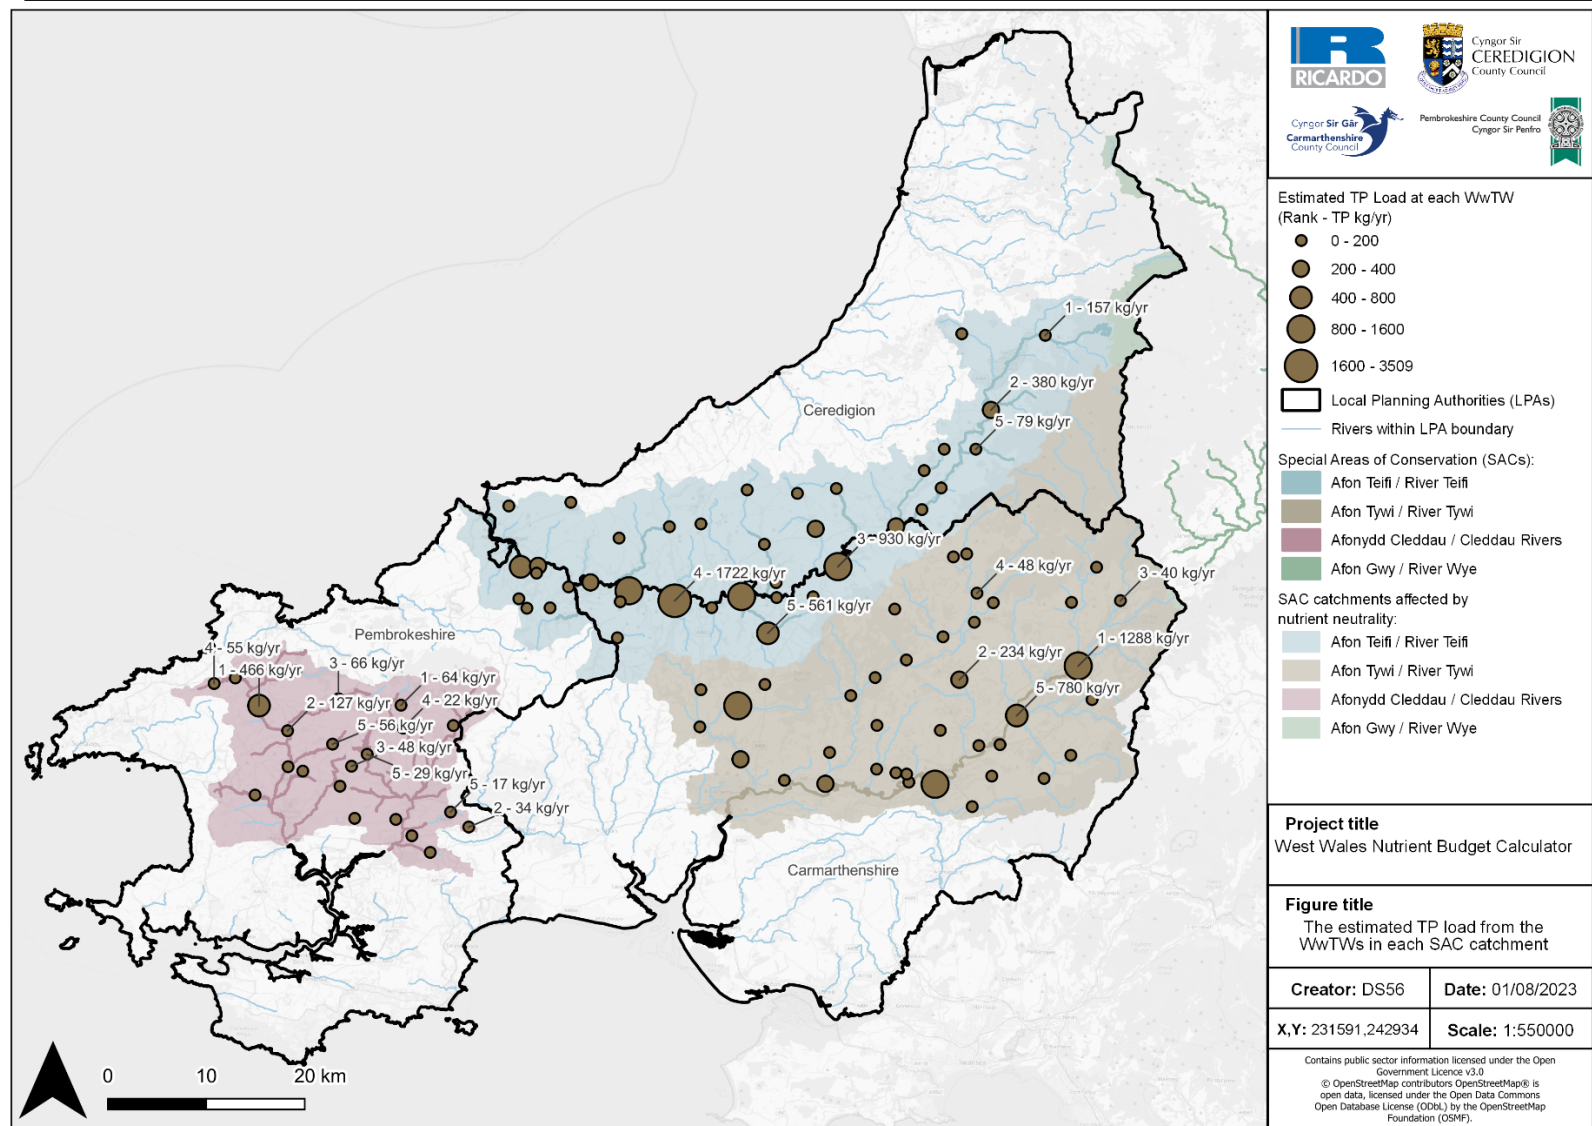 RICARDO
Cyngor Sir
CEREDIGION
County Council
Cyngor Sir Gâr
Carmarthenshire
County Council
Pembrokeshire County Council
Cyngor Sir Penfro
Estimated TP Load at each WwTW
(Rank - TP kg/yr)
0 - 200
200 - 400
400 - 800
800 - 1600
1600 - 3509
Local Planning Authorities (LPAs)
Rivers within LPA boundary
Special Areas of Conservation (SACs):
Afon Teifi / River Teifi
Afon Tywi / River Tywi
Afonydd Cleddau / Cleddau Rivers
Afon Gwy / River Wye
SAC catchments affected by
nutrient neutrality:
Afon Teifi / River Teifi
Afon Tywi / River Tywi
Afonydd Cleddau / Cleddau Rivers
Afon Gwy / River Wye
Project title
West Wales Nutrient Budget Calculator
Figure title
The estimated TP load from the
WwTWs in each SAC catchment
Creator: DS56
Date: 01/08/2023
X,Y: 231591,242934
Scale: 1:550000
Contains public sector information licensed under the Open
Government Licence v3.0
© OpenStreetMap contributors OpenStreetMap® is
open data, licensed under the Open Data Commons
Open Database License (ODbL) by the OpenStreetMap
Foundation (OSMF).
1 - 157 kg/yr
2 - 380 kg/yr
Ceredigion
5 - 79 kg/yr
3 - 930 kg/yr
4 - 1722 kg/yr
4 - 48 kg/yr
3 - 40 kg/yr
5 - 561 kg/yr
Pembrokeshire
1 - 1288 kg/yr
4 - 55 kg/yr
3 - 66 kg/yr
2 - 234 kg/yr
1 - 466 kg/yr
1 - 64 kg/yr
5 - 780 kg/yr
2 - 127 kg/yr
4 - 22 kg/yr
5 - 56 kg/yr
3 - 48 kg/yr
5 - 29 kg/yr
5 - 17 kg/yr
2 - 34 kg/yr
Carmarthenshire
0 10 20 km